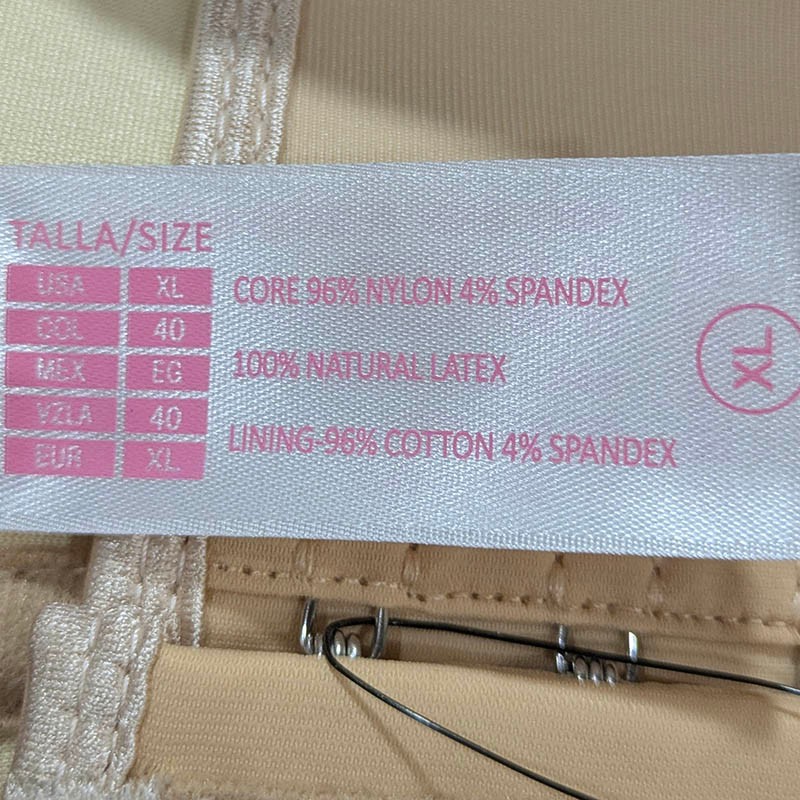 TALLA/SIZE
USA XL
COL 40
MEX EG
VZLA 40
EUR XL
CORE 96% NYLON 4% SPANDEX
100% NATURAL LATEX
LINING-96% COTTON 4% SPANDEX
XL